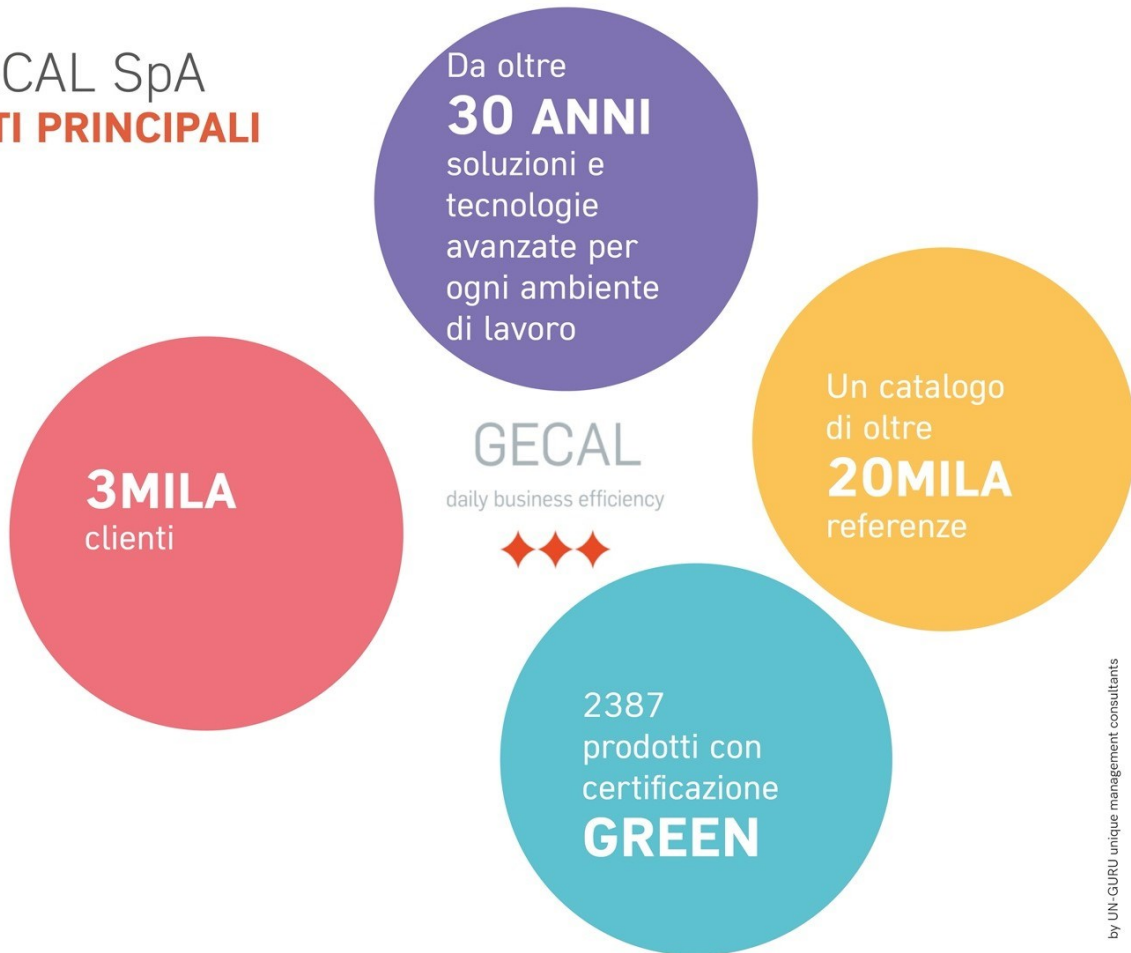 CAL SpA
TI PRINCIPALI
Da oltre
30 ANNI
soluzioni e
tecnologie
avanzate per
ogni ambiente
di lavoro
Un catalogo
di oltre
20MILA
referenze
3MILA
clienti
GECAL
daily business efficiency
2387
prodotti con
certificazione
GREEN
by UN-GURU unique management consultants